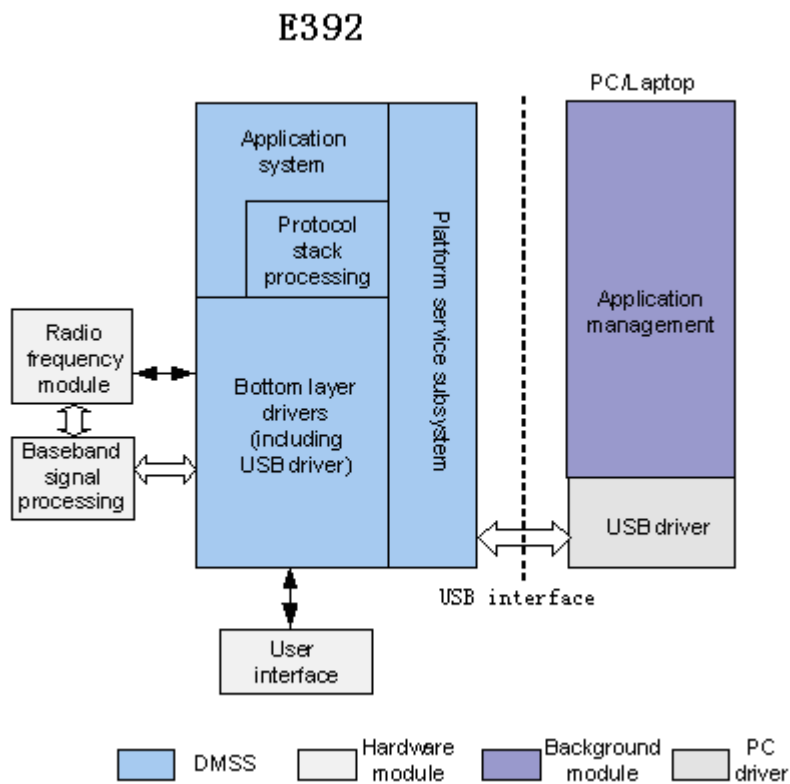 E392
PC/Laptop
Application
system
Protocol
stack
processing
Platform service subsystem
Application
management
Radio
frequency
module
Bottom layer
drivers
(including
USB driver)
Baseband
signal
processing
USB driver
USB interface
User
interface
DMSS
Hardware
module
Background
module
PC
driver